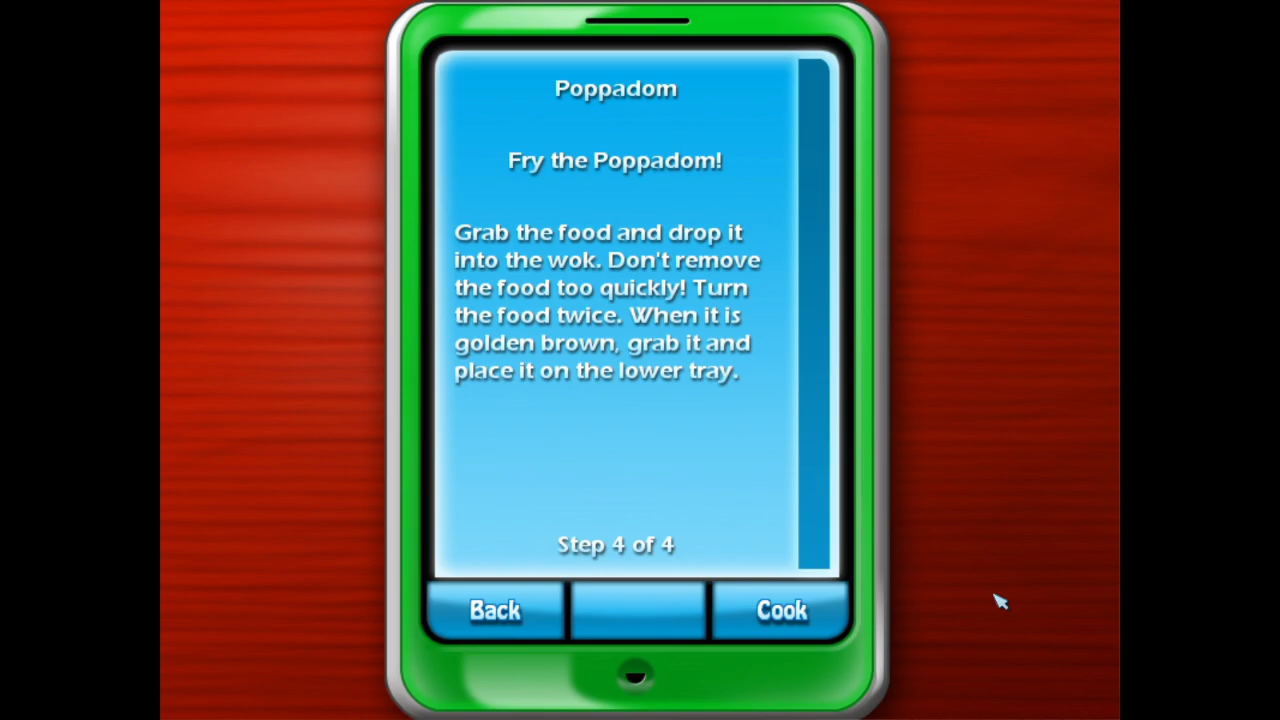 Poppadom
Fry the Poppadom!
Grab the food and drop it
into the wok. Don't remove
the food too quickly! Turn
the food twice. When it is
golden brown, grab it and
place it on the lower tray.
Step 4 of 4
Back
Cook